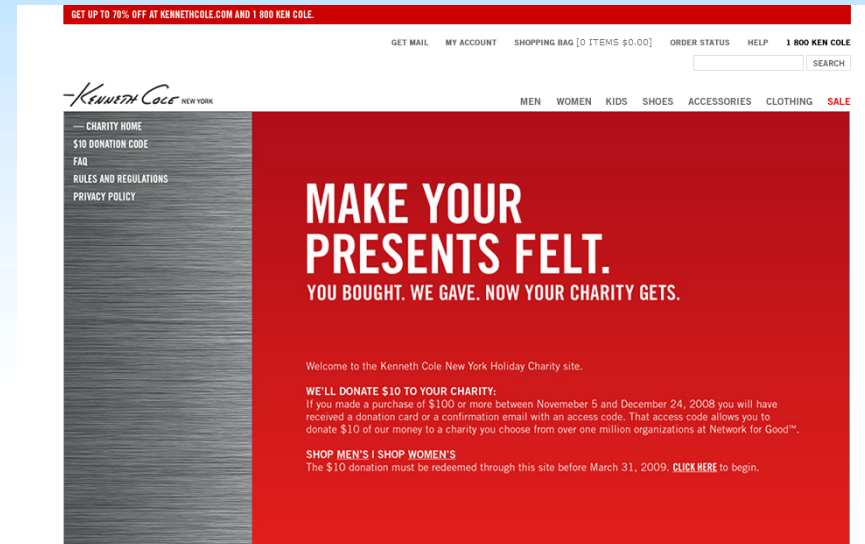 GET UP TO 70% OFF AT KENNETHCOLE.COM AND 1 800 KEN COLE.
GET MAIL MY ACCOUNT SHOPPING BAG [0 ITEMS $0.00] ORDER STATUS HELP 1 800 KEN COLE
SEARCH
KENNETH COLE NEW YORK
MEN WOMEN KIDS SHOES ACCESSORIES CLOTHING SALE
— CHARITY HOME
$10 DONATION CODE
FAQ
RULES AND REGULATIONS
PRIVACY POLICY
MAKE YOUR
PRESENTS FELT.
YOU BOUGHT. WE GAVE. NOW YOUR CHARITY GETS.
Welcome to the Kenneth Cole New York Holiday Charity site.
WE'LL DONATE $10 TO YOUR CHARITY:
If you made a purchase of $100 or more between Novemeber 5 and December 24, 2008 you will have
received a donation card or a confirmation email with an access code. That access code allows you to
donate $10 of our money to a charity you choose from over one million organizations at Network for Good™.
SHOP MEN'S I SHOP WOMEN'S
The $10 donation must be redeemed through this site before March 31, 2009. CLICK HERE to begin.